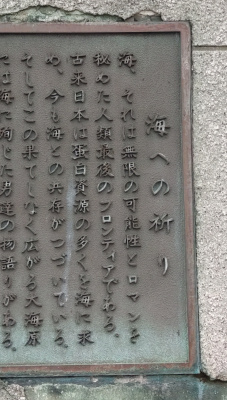 海への祈り
海、それは無限の可能性とロマンを
秘めた人類最後のフロンティアである。
古来日本は蛋白資源の多くを海に求
め、今も海との共存がつづいている。
そしてこの果てしなく広がる大海原
には海に殉じた男達の物語りがある。